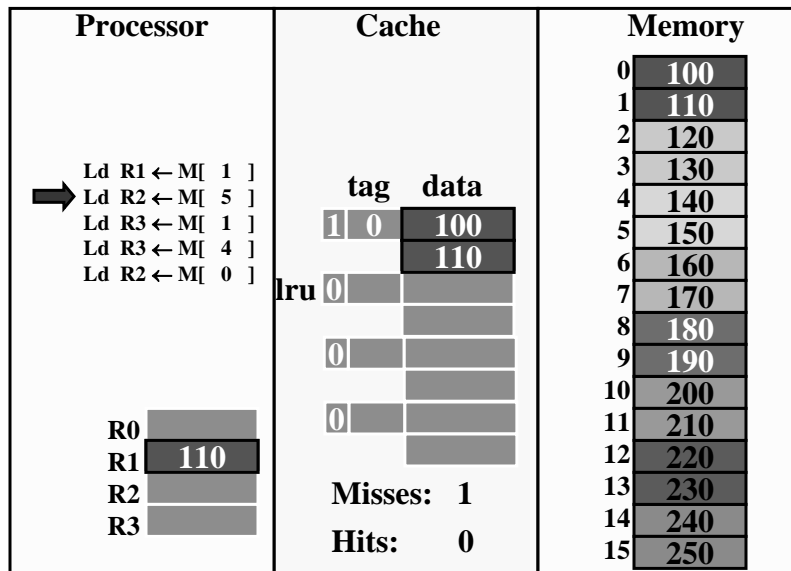 Processor
Ld R1 ← M[ 1 ]
Ld R2 ← M[ 5 ]
Ld R3 ← M[ 1 ]
Ld R3 ← M[ 4 ]
Ld R2 ← M[ 0 ]
R0
R1 110
R2
R3
Cache
tag data
1 0 100
110
lru 0
0
0
Misses: 1
Hits: 0
Memory
0 100
1 110
2 120
3 130
4 140
5 150
6 160
7 170
8 180
9 190
10 200
11 210
12 220
13 230
14 240
15 250